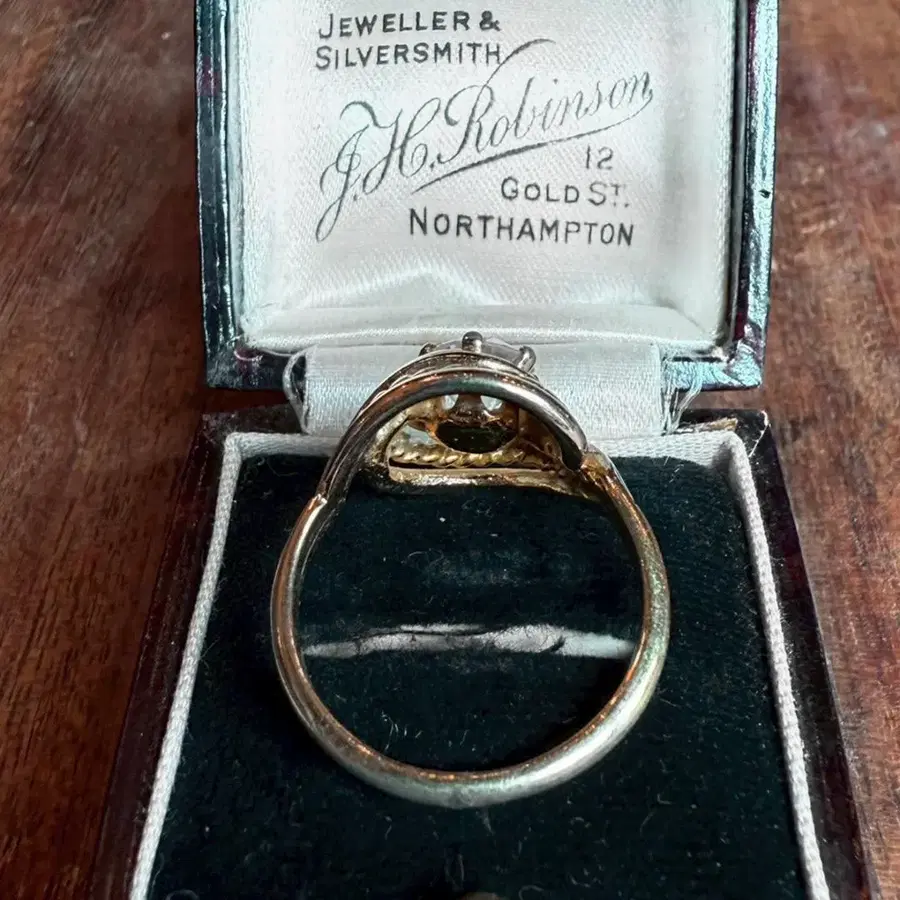 JEWELLER &
SILVERSMITH
J.H. Robinson
12
GOLD ST.
NORTHAMPTON